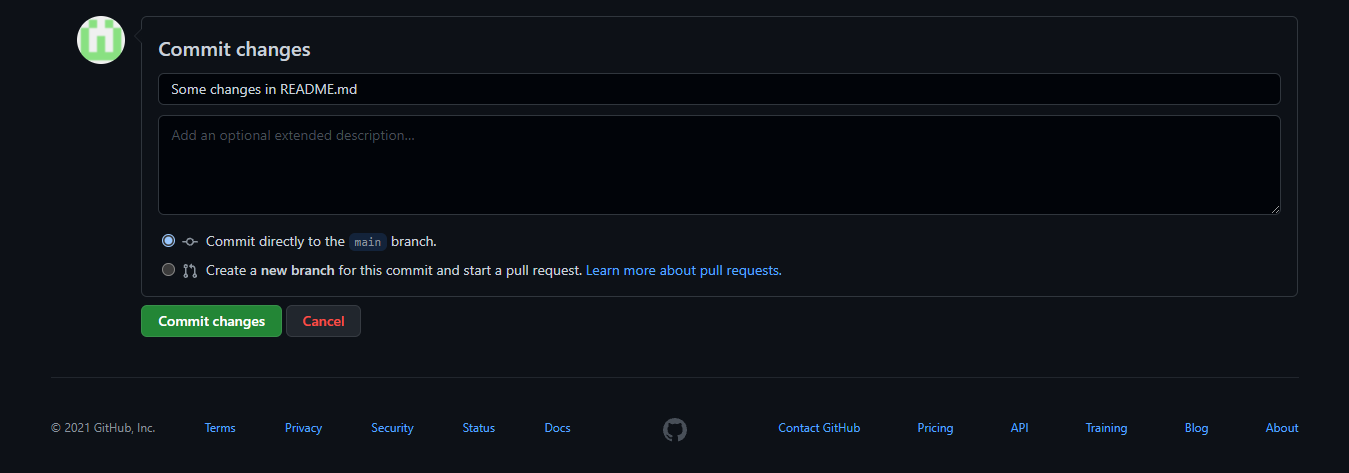 Commit changes
Some changes in README.md
Add an optional extended description...
Commit directly to the main branch.
Create a new branch for this commit and start a pull request. Learn more about pull requests.
Commit changes Cancel
© 2021 GitHub, Inc. Terms Privacy Security Status Docs Contact GitHub Pricing API Training Blog About